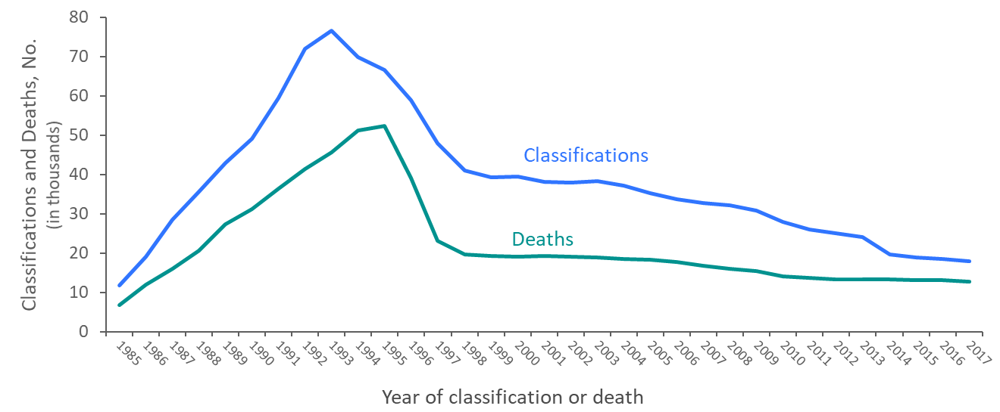 Classifications and Deaths, No.
(in thousands)
80
70
60
50
40
30
20
10
0
Classifications
Deaths
1985 1986 1987 1988 1989 1990 1991 1992 1993 1994 1995 1996 1997 1998 1999 2000 2001 2002 2003 2004 2005 2006 2007 2008 2009 2010 2011 2012 2013 2014 2015 2016 2017
Year of classification or death